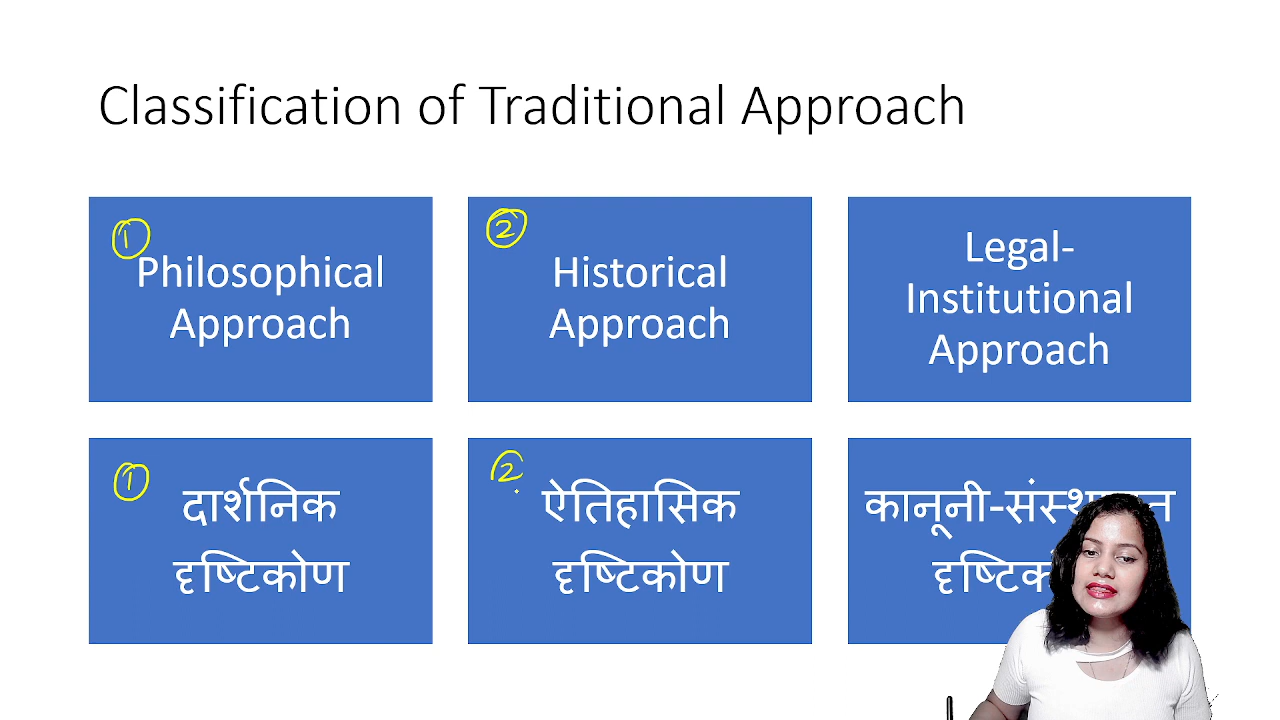 Classification of Traditional Approach
1
Philosophical
Approach
2
Historical
Approach
Legal-
Institutional
Approach
1
दार्शनिक
दृष्टिकोण
2
ऐतिहासिक
दृष्टिकोण